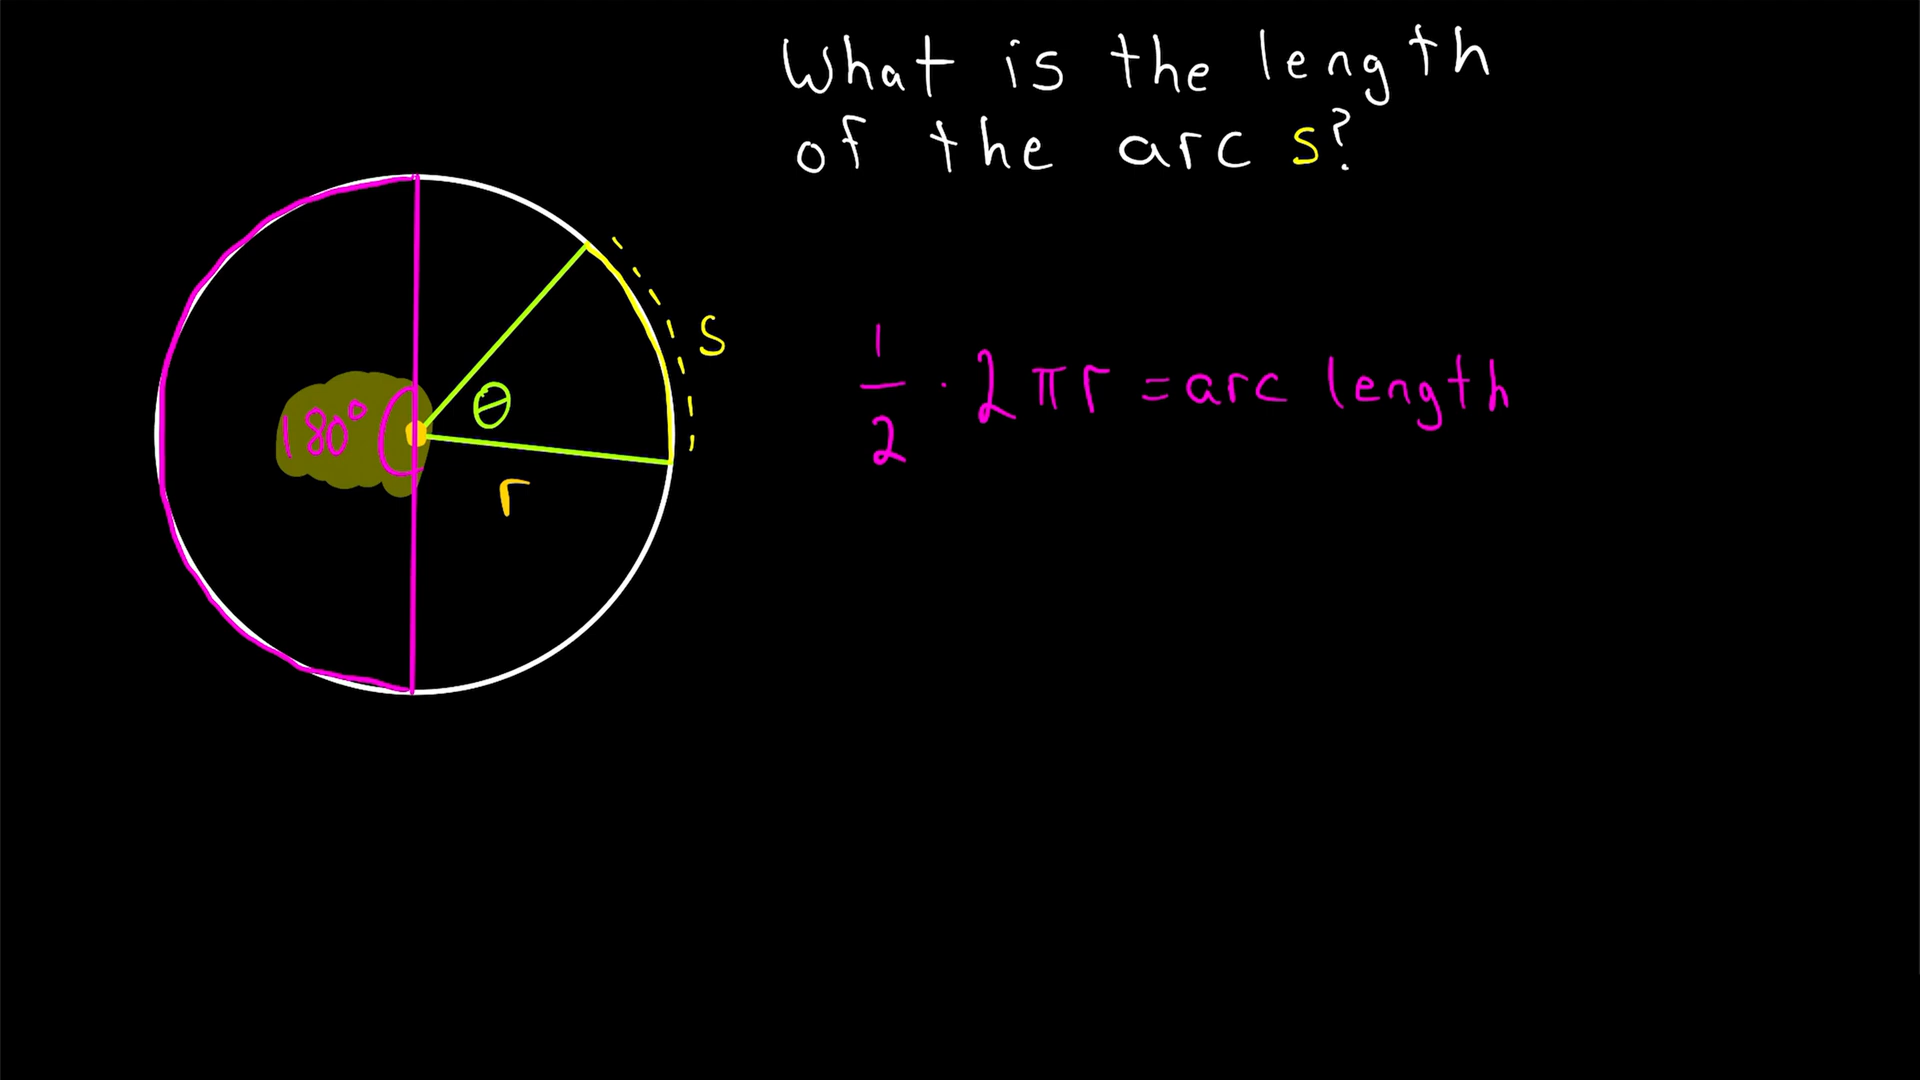 What is the length
of the arc s?
s
1/2 · 2πr = arc length
180°
θ
r